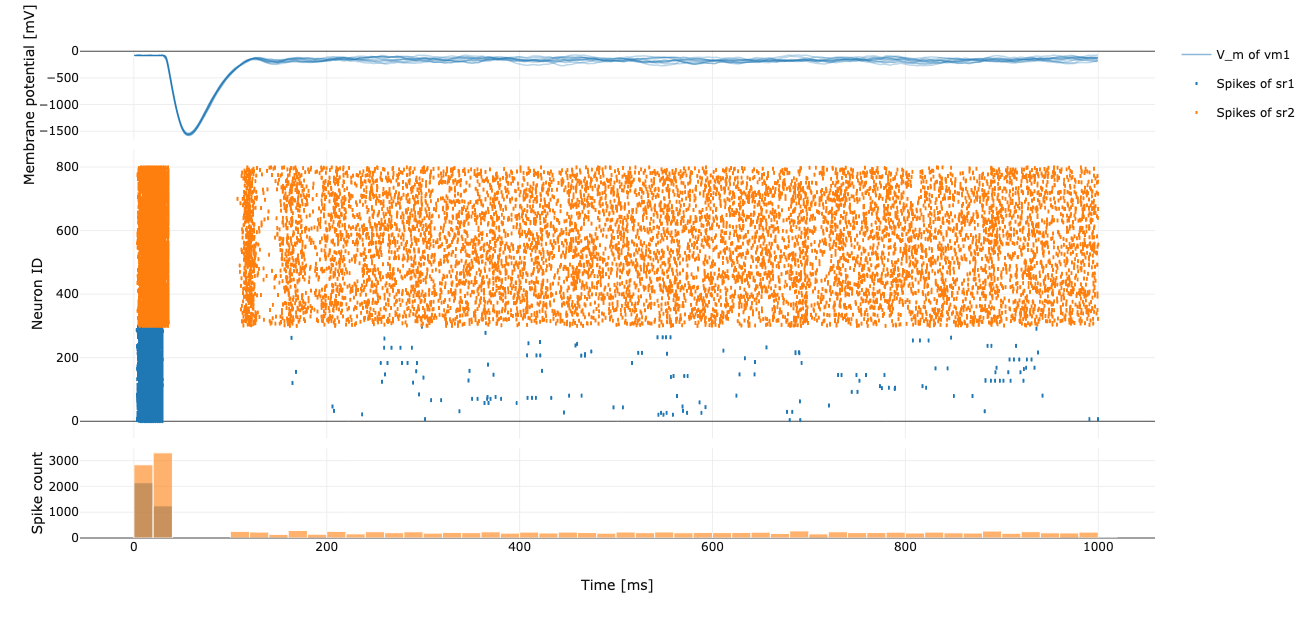 Membrane potential [mV]
0
−500
−1000
−1500
V_m of vm1
Spikes of sr1
Spikes of sr2
Neuron ID
800
600
400
200
0
Spike count
3000
2000
1000
0
0 200 400 600 800 1000
Time [ms]